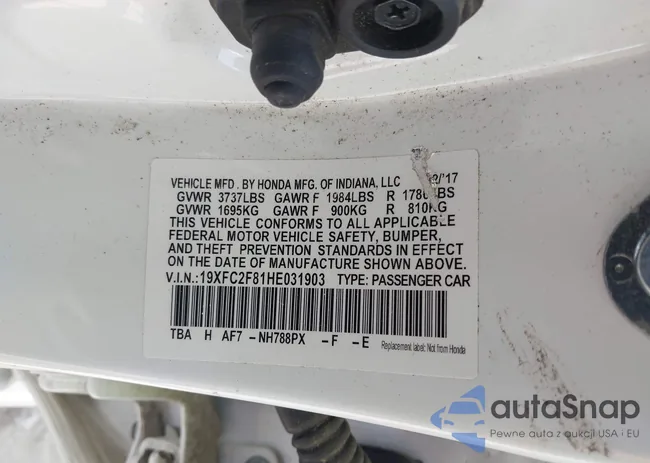 VEHICLE MFD. BY HONDA MFG. OF INDIANA, LLC /17
GVWR 3737LBS GAWR F 1984LBS R BS
GVWR 1695KG GAWR F 900KG R 810KG
THIS VEHICLE CONFORMS TO ALL APPLICABLE
FEDERAL MOTOR VEHICLE SAFETY, BUMPER,
AND THEFT PREVENTION STANDARDS IN EFFECT
ON THE DATE OF MANUFACTURE SHOWN ABOVE.
V.I.N.:19XFC2F81HE031903 TYPE: PASSENGER CAR
TBA H AF7 -NH788PX -F -E Replacement label: Not from Honda
autaSnap
Pewne auta z aukcji USA i EU